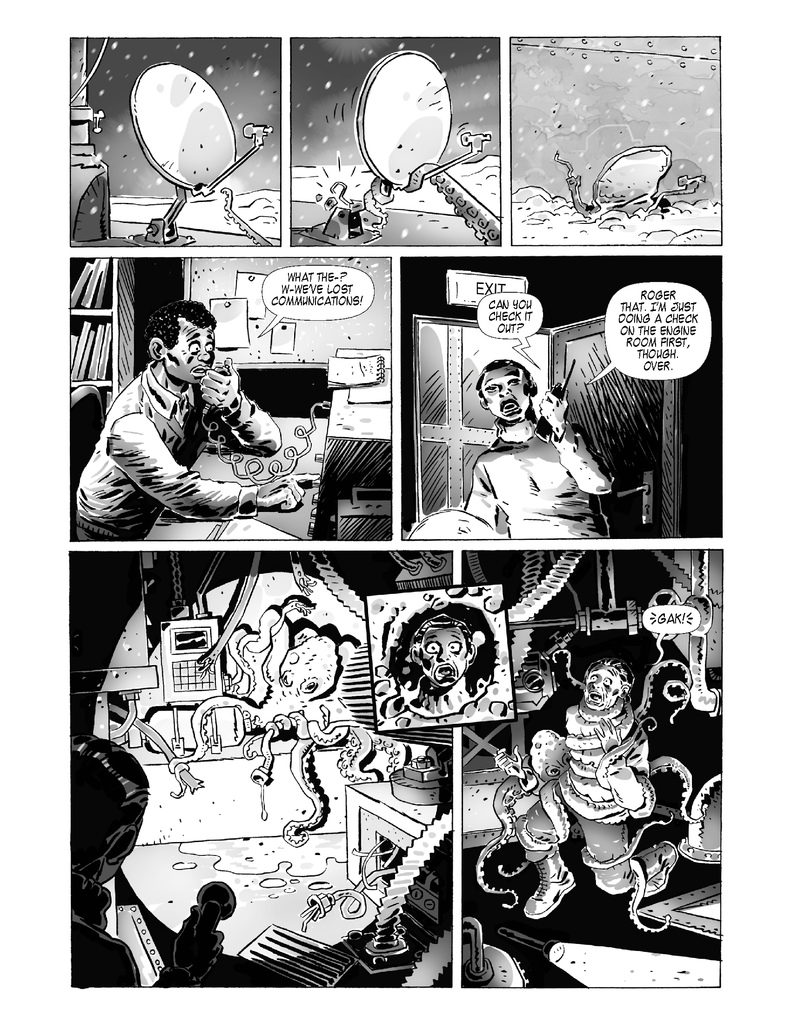 WHAT THE-?
W-WE'VE LOST
COMMUNICATIONS!
EXIT
CAN YOU
CHECK IT
OUT?
ROGER
THAT. I'M JUST
DOING A CHECK
ON THE ENGINE
ROOM FIRST,
THOUGH.
OVER.
GAK!